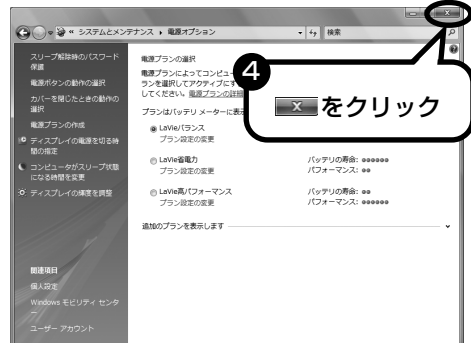 « システムとメンテナンス ▸ 電源オプション
検索
スリープ解除時のパスワード
保護
電源ボタンの動作の選択
カバーを閉じたときの動作の
選択
電源プランの作成
ディスプレイの電源を切る時
間の指定
コンピュータがスリープ状態
になる時間を変更
ディスプレイの輝度を調整
関連項目
個人設定
Windows モビリティ センタ
ー
ユーザー アカウント
電源プランの選択
電源プランによってコンピュー
ランを選択してアクティブにす
してください。電源プランの詳細
プランはバッテリ メーターに表示
LaVieバランス
プラン設定の変更
LaVie省電力
プラン設定の変更
バッテリの寿命:
パフォーマンス:
LaVie高パフォーマンス
プラン設定の変更
バッテリの寿命:
パフォーマンス:
追加のプランを表示します
4
X をクリック